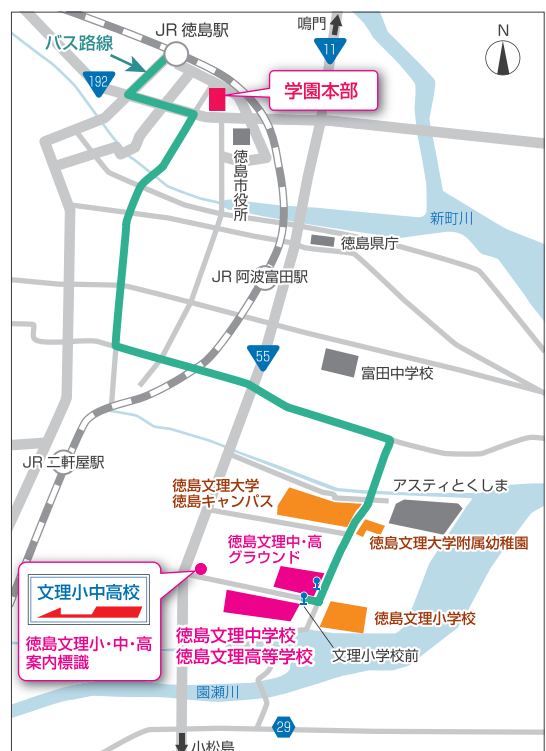 JR 徳島駅
鳴門
N
バス路線
11
192
学園本部
徳島市役所
新町川
徳島県庁
JR 阿波富田駅
55
富田中学校
JR 二軒屋駅
アスティとくしま
徳島文理大学
徳島キャンパス
徳島文理大学附属幼稚園
徳島文理中・高
グラウンド
文理小中高校
徳島文理小・中・高
案内標識
徳島文理小学校
徳島文理中学校
徳島文理高等学校
文理小学校前
園瀬川
29
小松島